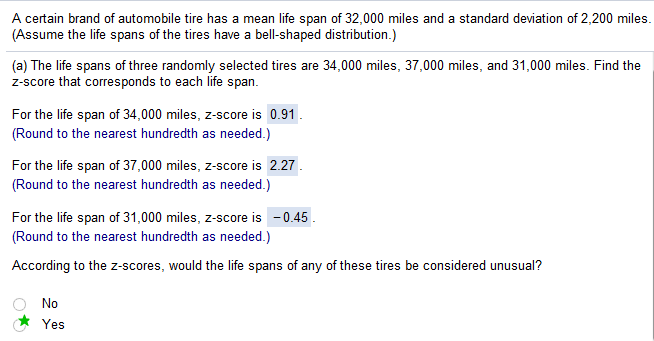 A certain brand of automobile tire has a mean life span of 32,000 miles and a standard deviation of 2,200 miles.
(Assume the life spans of the tires have a bell-shaped distribution.)
(a) The life spans of three randomly selected tires are 34,000 miles, 37,000 miles, and 31,000 miles. Find the
z-score that corresponds to each life span.
For the life span of 34,000 miles, z-score is 0.91.
(Round to the nearest hundredth as needed.)
For the life span of 37,000 miles, z-score is 2.27.
(Round to the nearest hundredth as needed.)
For the life span of 31,000 miles, z-score is −0.45.
(Round to the nearest hundredth as needed.)
According to the z-scores, would the life spans of any of these tires be considered unusual?
No
Yes